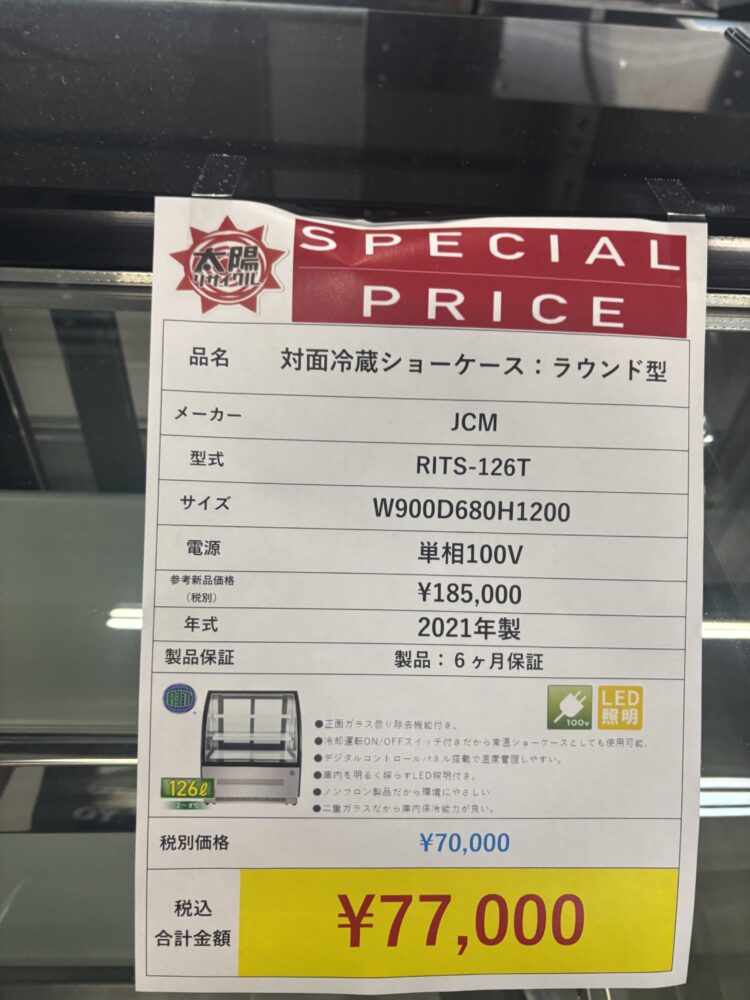 太陽
リサイクル
SPECIAL
PRICE
品名 対面冷蔵ショーケース：ラウンド型
メーカー JCM
型式 RITS-126T
サイズ W900D680H1200
電源 単相100V
参考新品価格
（税別） ¥185,000
年式 2021年製
製品保証 製品：６ヶ月保証
100v
LED
照明
●正面ガラス曇り除去機能付き。
●冷却運転ON/OFFスイッチ付きだから常温ショーケースとしても使用可能。
●デジタルコントロールパネル搭載で温度管理しやすい。
●庫内を明るく照らすLED照明付き。
●ノンフロン製品だから環境にやさしい
●二重ガラスだから庫内保冷能力が良い。
126ℓ
2～8℃
税別価格 ¥70,000
税込
合計金額 ¥77,000